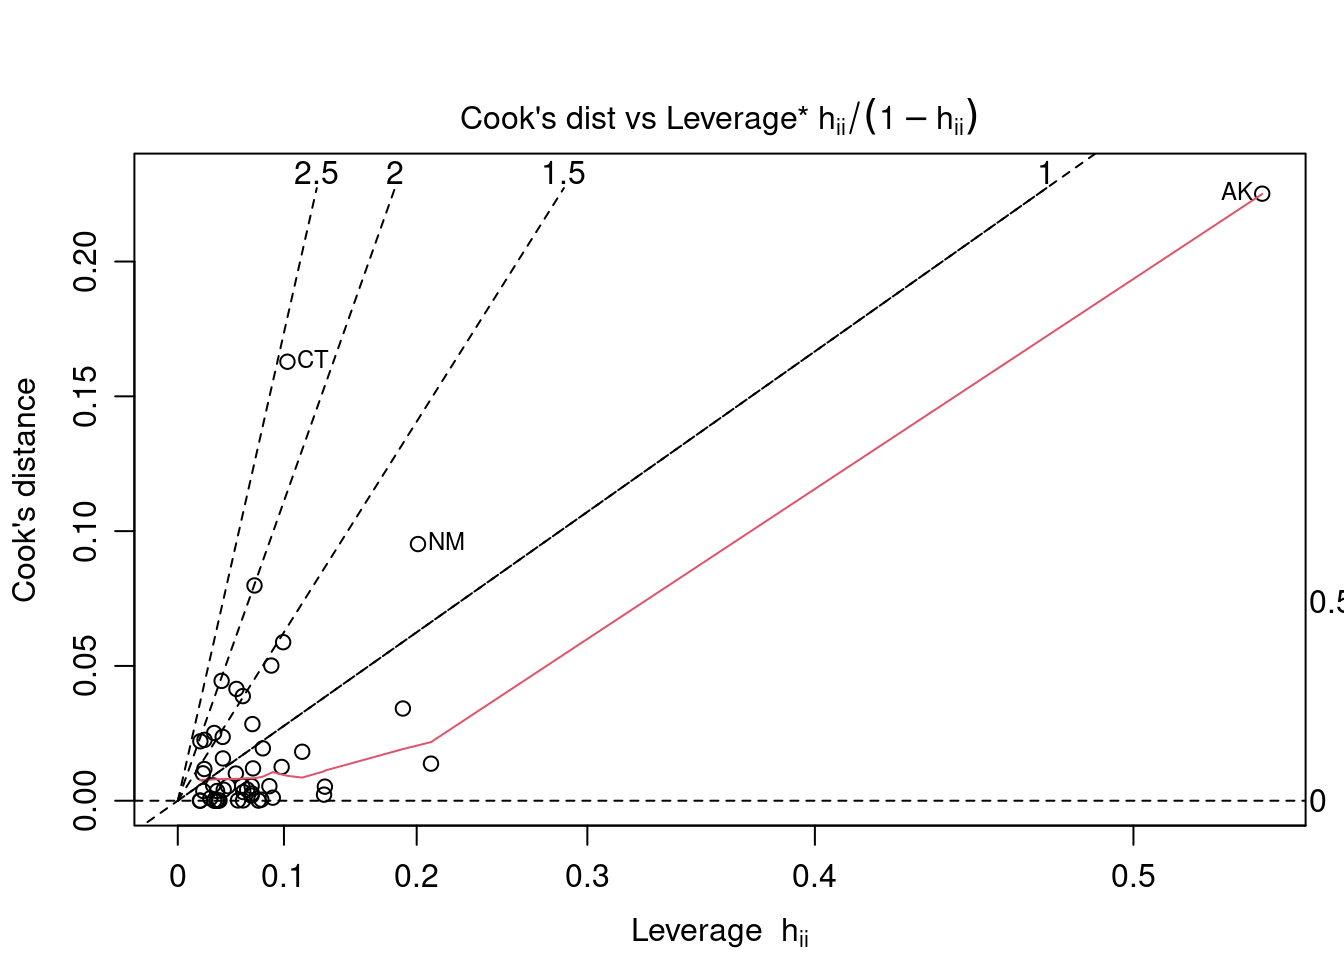 Cook's dist vs Leverage* hii/(1 − hii)
2.5 2 1.5 1
AK
0.20
CT
0.15
NM
0.10
0.5
0.05
0.00
0
Cook's distance
0 0.1 0.2 0.3 0.4 0.5
Leverage hii